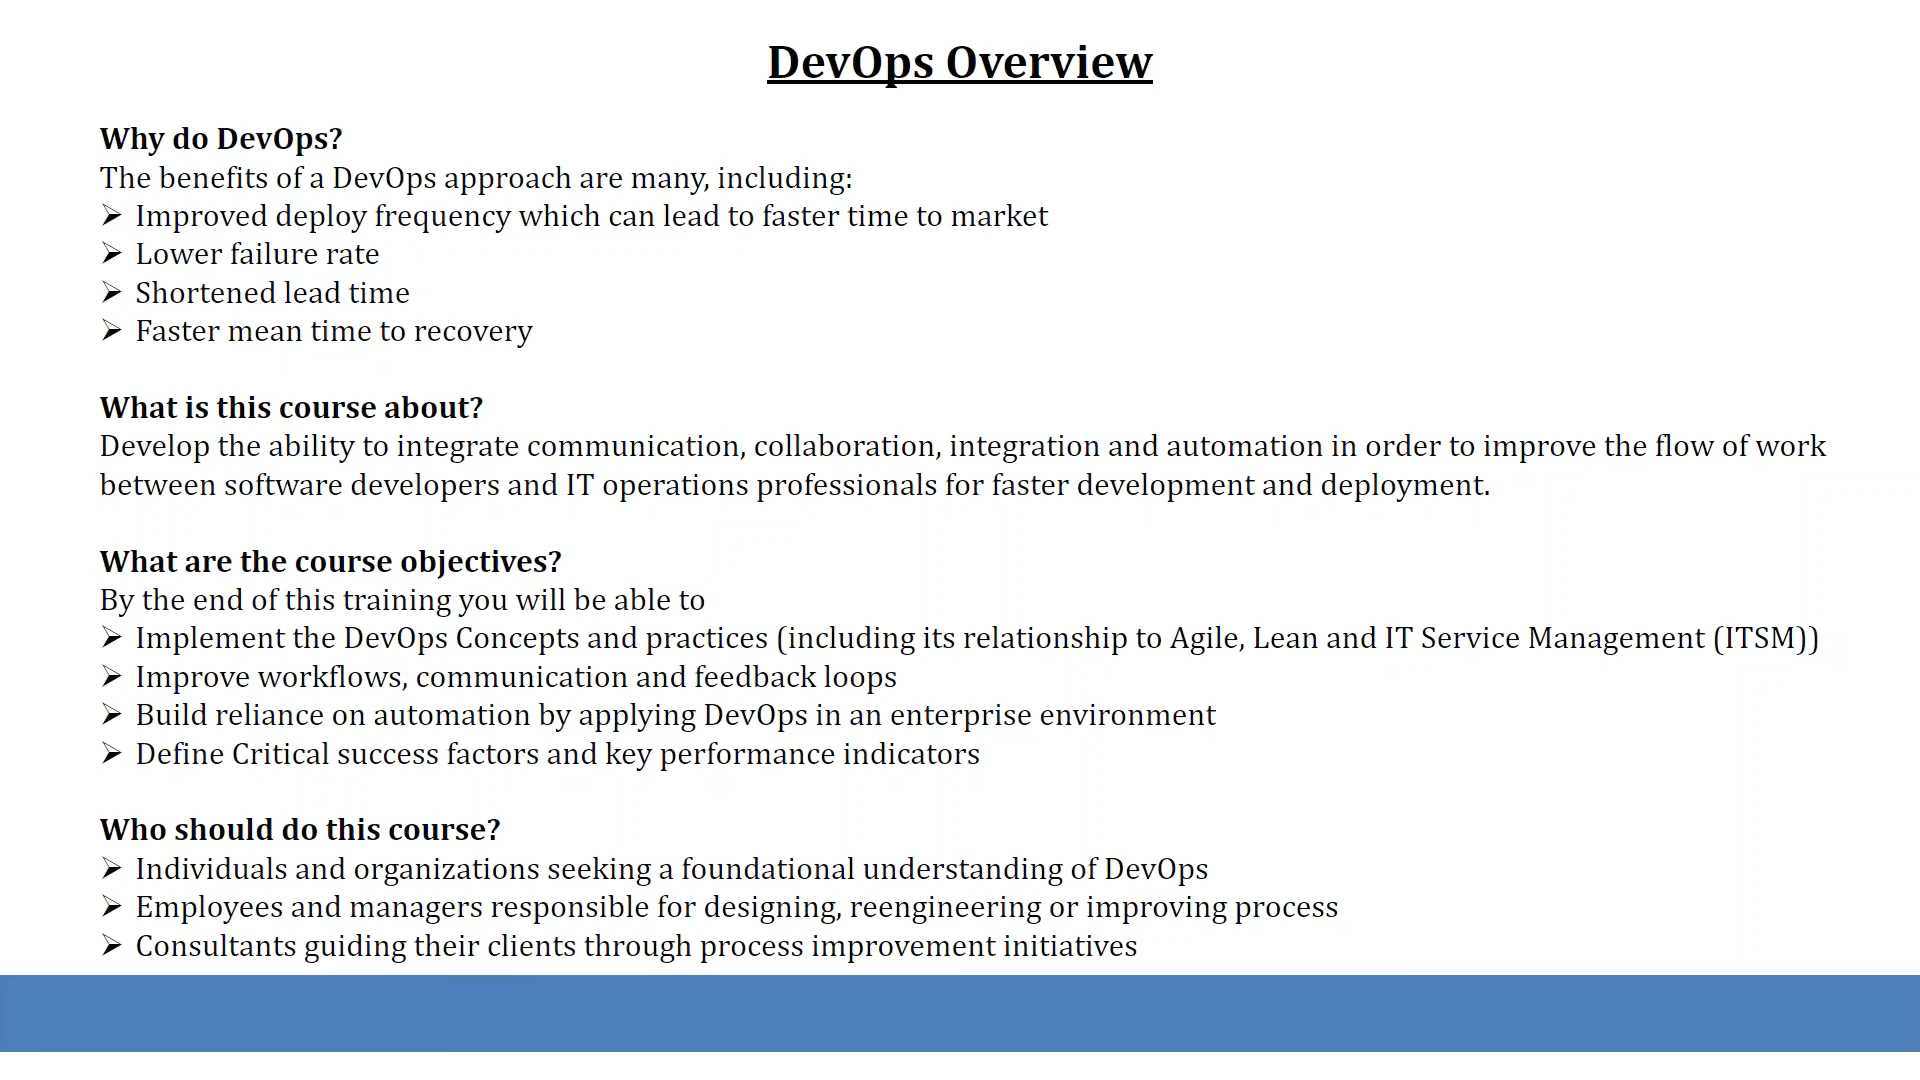 DevOps Overview
Why do DevOps?
The benefits of a DevOps approach are many, including:
➢ Improved deploy frequency which can lead to faster time to market
➢ Lower failure rate
➢ Shortened lead time
➢ Faster mean time to recovery
What is this course about?
Develop the ability to integrate communication, collaboration, integration and automation in order to improve the flow of work
between software developers and IT operations professionals for faster development and deployment.
What are the course objectives?
By the end of this training you will be able to
➢ Implement the DevOps Concepts and practices (including its relationship to Agile, Lean and IT Service Management (ITSM))
➢ Improve workflows, communication and feedback loops
➢ Build reliance on automation by applying DevOps in an enterprise environment
➢ Define Critical success factors and key performance indicators
Who should do this course?
➢ Individuals and organizations seeking a foundational understanding of DevOps
➢ Employees and managers responsible for designing, reengineering or improving process
➢ Consultants guiding their clients through process improvement initiatives